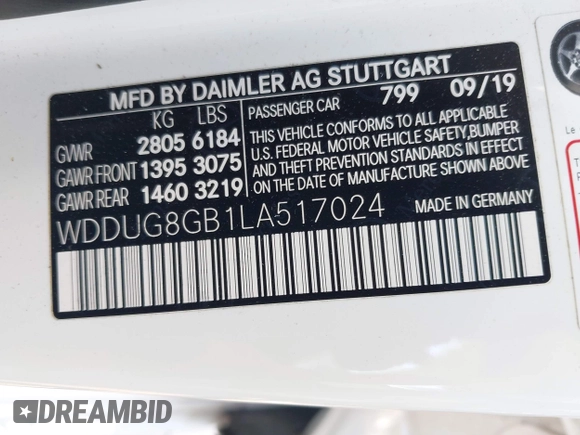 MFD BY DAIMLER AG STUTTGART
KG LBS
GVWR 2805 6184
GAWR FRONT 1395 3075
GAWR REAR 1460 3219
PASSENGER CAR 799 09/19
THIS VEHICLE CONFORMS TO ALL APPLICABLE
U.S. FEDERAL MOTOR VEHICLE SAFETY, BUMPER
AND THEFT PREVENTION STANDARDS IN EFFECT
ON THE DATE OF MANUFACTURE SHOWN ABOVE
WDDUG8GB1LA517024 MADE IN GERMANY
Le
DREAMBID